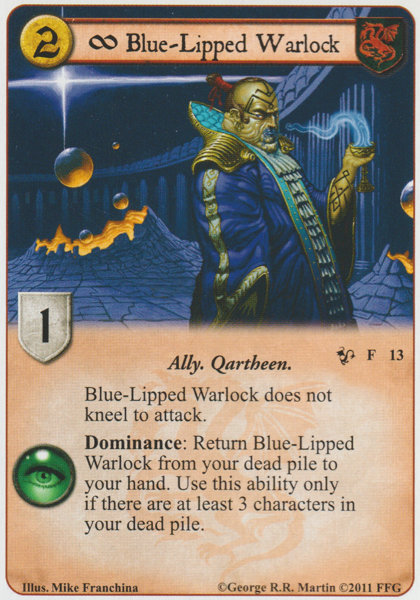 2
∞ Blue-Lipped Warlock
1
Ally. Qartheen.
F 13
Blue-Lipped Warlock does not
kneel to attack.
Dominance: Return Blue-Lipped
Warlock from your dead pile to
your hand. Use this ability only
if there are at least 3 characters in
your dead pile.
Illus. Mike Franchina
©George R.R. Martin ©2011 FFG